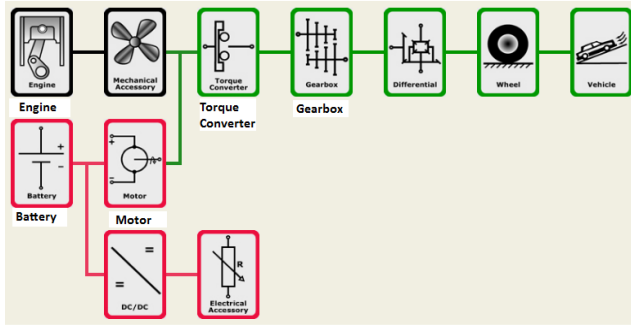 Engine
Mechanical
Accessory
Torque
Converter
Gearbox
Differential
Wheel
Vehicle
Engine
Torque
Converter
Gearbox
+
−
Battery
+
−
Motor
Battery
Motor
=
=
DC/DC
R
Electrical
Accessory